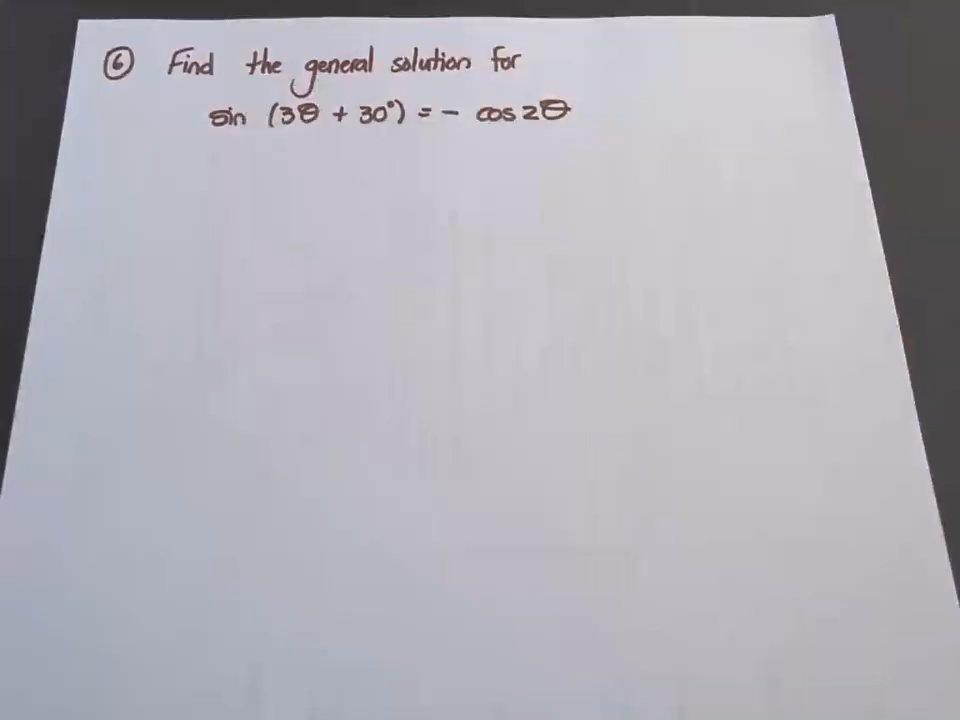 ⑥ Find the general solution for
sin (3θ + 30°) = - cos 2θ